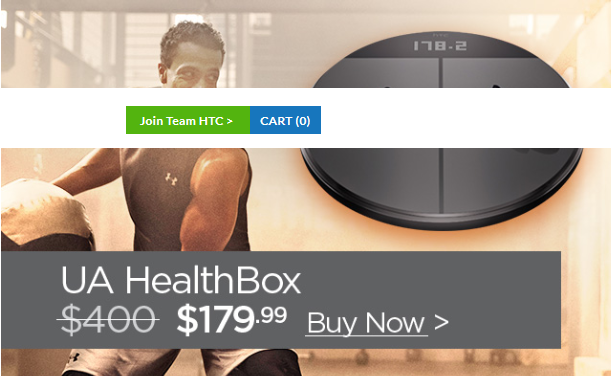 178.2
Join Team HTC >
CART (0)
UA HealthBox
$400 $179.99 Buy Now >